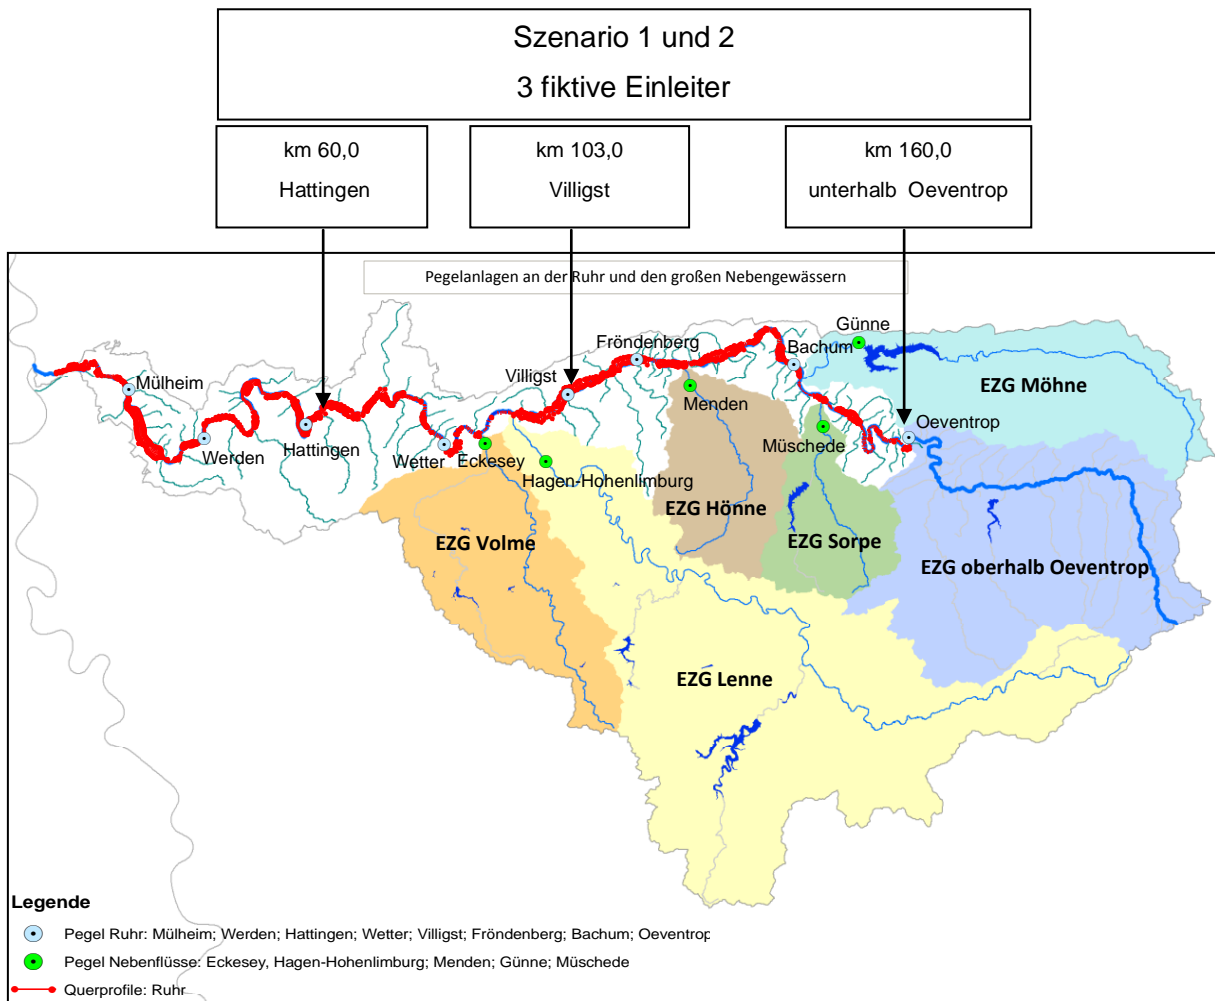 Szenario 1 und 2
3 fiktive Einleiter
km 60,0
Hattingen
km 103,0
Villigst
km 160,0
unterhalb Oeventrop
Pegelanlagen an der Ruhr und den großen Nebengewässern
Günne
Fröndenberg
Bachum
Mülheim
Villigst
EZG Möhne
Menden
Oeventrop
Werden
Hattingen
Wetter
Eckesey
Müschede
Hagen-Hohenlimburg
EZG Hönne
EZG Volme
EZG Sorpe
EZG oberhalb Oeventrop
EZG Lenne
Legende
Pegel Ruhr: Mülheim; Werden; Hattingen; Wetter; Villigst; Fröndenberg; Bachum; Oeventrop
Pegel Nebenflüsse: Eckesey, Hagen-Hohenlimburg; Menden; Günne; Müschede
Querprofile: Ruhr